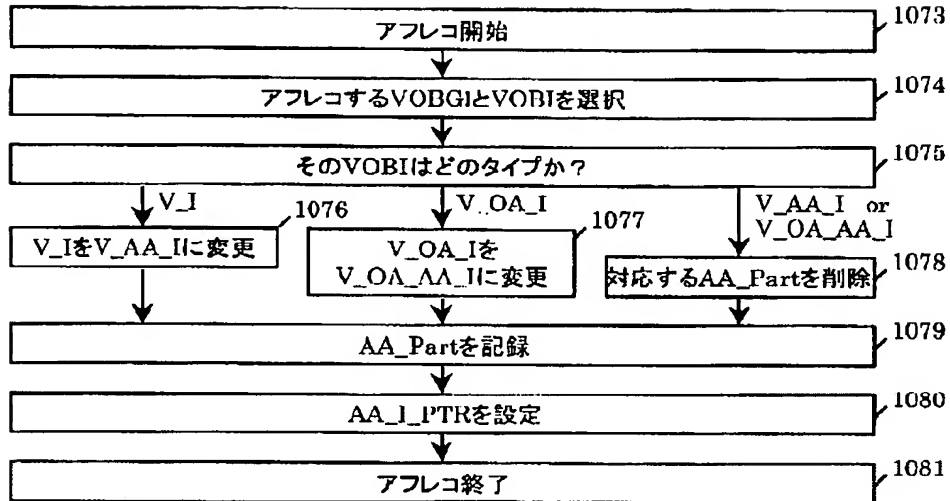 1073
アフレコ開始
1074
アフレコするVOBGIとVOBIを選択
1075
そのVOBIはどのタイプか？
V_I
V_OA_I
V_AA_I or
V_OA_AA_I
1076
V_IをV_AA_Iに変更
1077
V_OA_Iを
V_OA_AA_Iに変更
1078
対応するAA_Partを削除
1079
AA_Partを記録
1080
AA_I_PTRを設定
1081
アフレコ終了